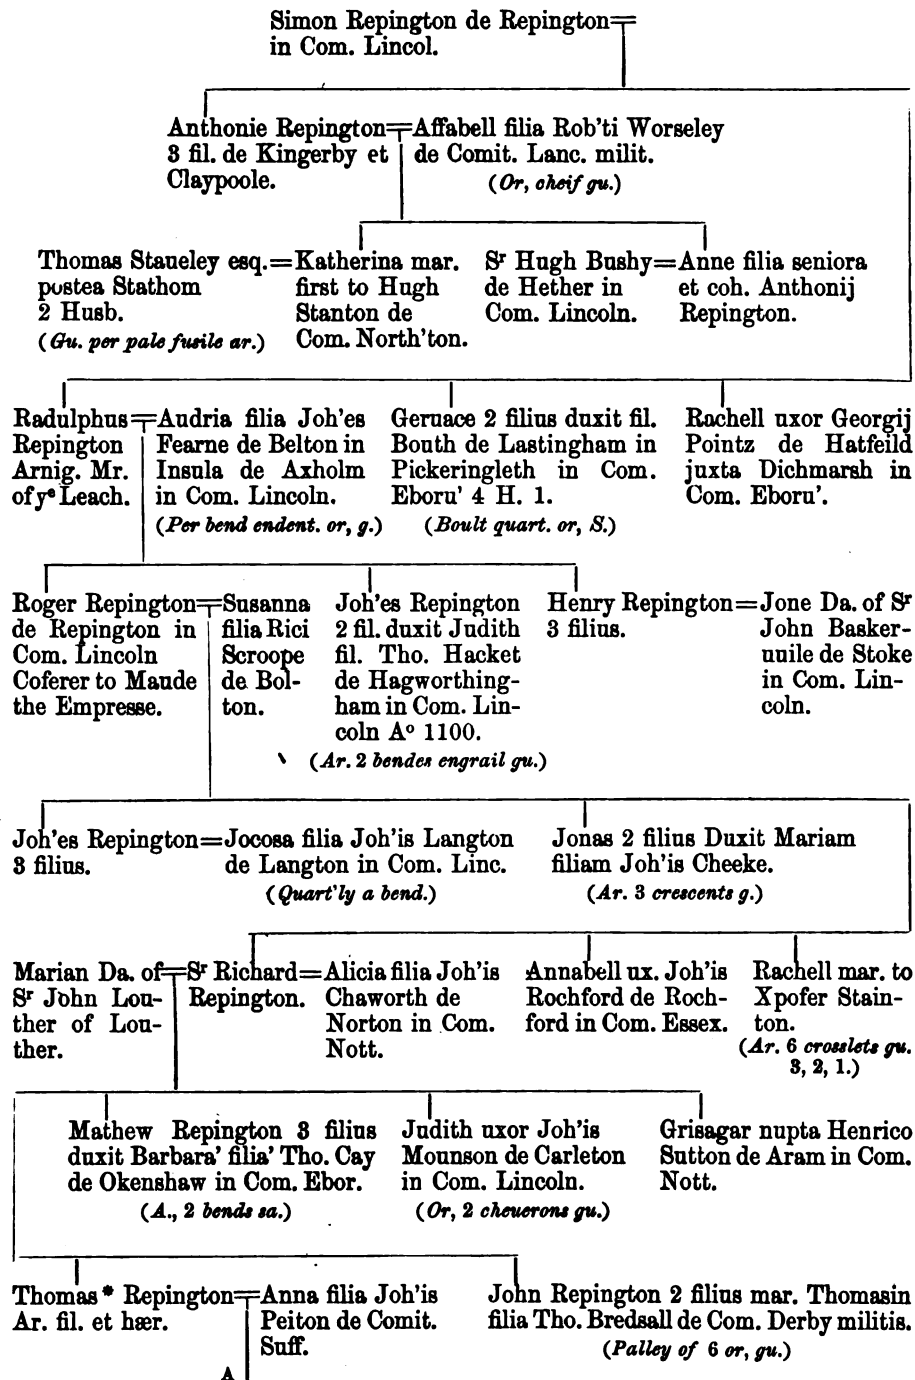 Simon Repington de Repington
in Com. Lincol.
Anthonie Repington
3 fil. de Kingerby et
Claypoole.
Affabell filia Rob'ti Worseley
de Comit. Lanc. milit.
(Or, cheif gu.)
Thomas Staueley esq.
postea Stathom
2 Husb.
(Gu. per pale fusile ar.)
Katherina mar.
first to Hugh
Stanton de
Com. North'ton.
Sr Hugh Bushy
de Hether in
Com. Lincoln.
Anne filia seniora
et coh. Anthonij
Repington.
Radulphus
Repington
Arnig. Mr.
of ye Leach.
Audria filia Joh'es
Fearne de Belton in
Insula de Axholm
in Com. Lincoln.
(Per bend endent. or, g.)
Geruace 2 filius duxit fil.
Bouth de Lastingham in
Pickeringleth in Com.
Eboru' 4 H. 1.
(Boult quart. or, S.)
Rachell uxor Georgij
Pointz de Hatfeild
juxta Dichmarsh in
Com. Eboru'.
Roger Repington
de Repington in
Com. Lincoln
Coferer to Maude
the Empresse.
Susanna
filia Rici
Scroope
de Bol-
ton.
Joh'es Repington
2 fil. duxit Judith
fil. Tho. Hacket
de Hagworthing-
ham in Com. Lin-
coln Ao 1100.
(Ar. 2 bendes engrail gu.)
Henry Repington
3 filius.
Jone Da. of Sr
John Basker-
uuile de Stoke
in Com. Lin-
coln.
Joh'es Repington
3 filius.
Jocosa filia Joh'is Langton
de Langton in Com. Linc.
(Quart'ly a bend.)
Jonas 2 filius Duxit Mariam
filiam Joh'is Cheeke.
(Ar. 3 crescents g.)
Marian Da. of
Sr John Lou-
ther of Lou-
ther.
Sr Richard
Repington.
Alicia filia Joh'is
Chaworth de
Norton in Com.
Nott.
Annabell ux. Joh'is
Rochford de Roch-
ford in Com. Essex.
Rachell mar. to
Xpofer Stain-
ton.
(Ar. 6 crosslets gu.
3, 2, 1.)
Mathew Repington 3 filius
duxit Barbara' filia' Tho. Cay
de Okenshaw in Com. Ebor.
(A., 2 bends sa.)
Judith uxor Joh'is
Mounson de Carleton
in Com. Lincoln.
(Or, 2 cheuerons gu.)
Grisagar nupta Henrico
Sutton de Aram in Com.
Nott.
Thomas* Repington
Ar. fil. et hær.
Anna filia Joh'is
Peiton de Comit.
Suff.
John Repington 2 filius mar. Thomasin
filia Tho. Bredsall de Com. Derby militis.
(Palley of 6 or, gu.)
A